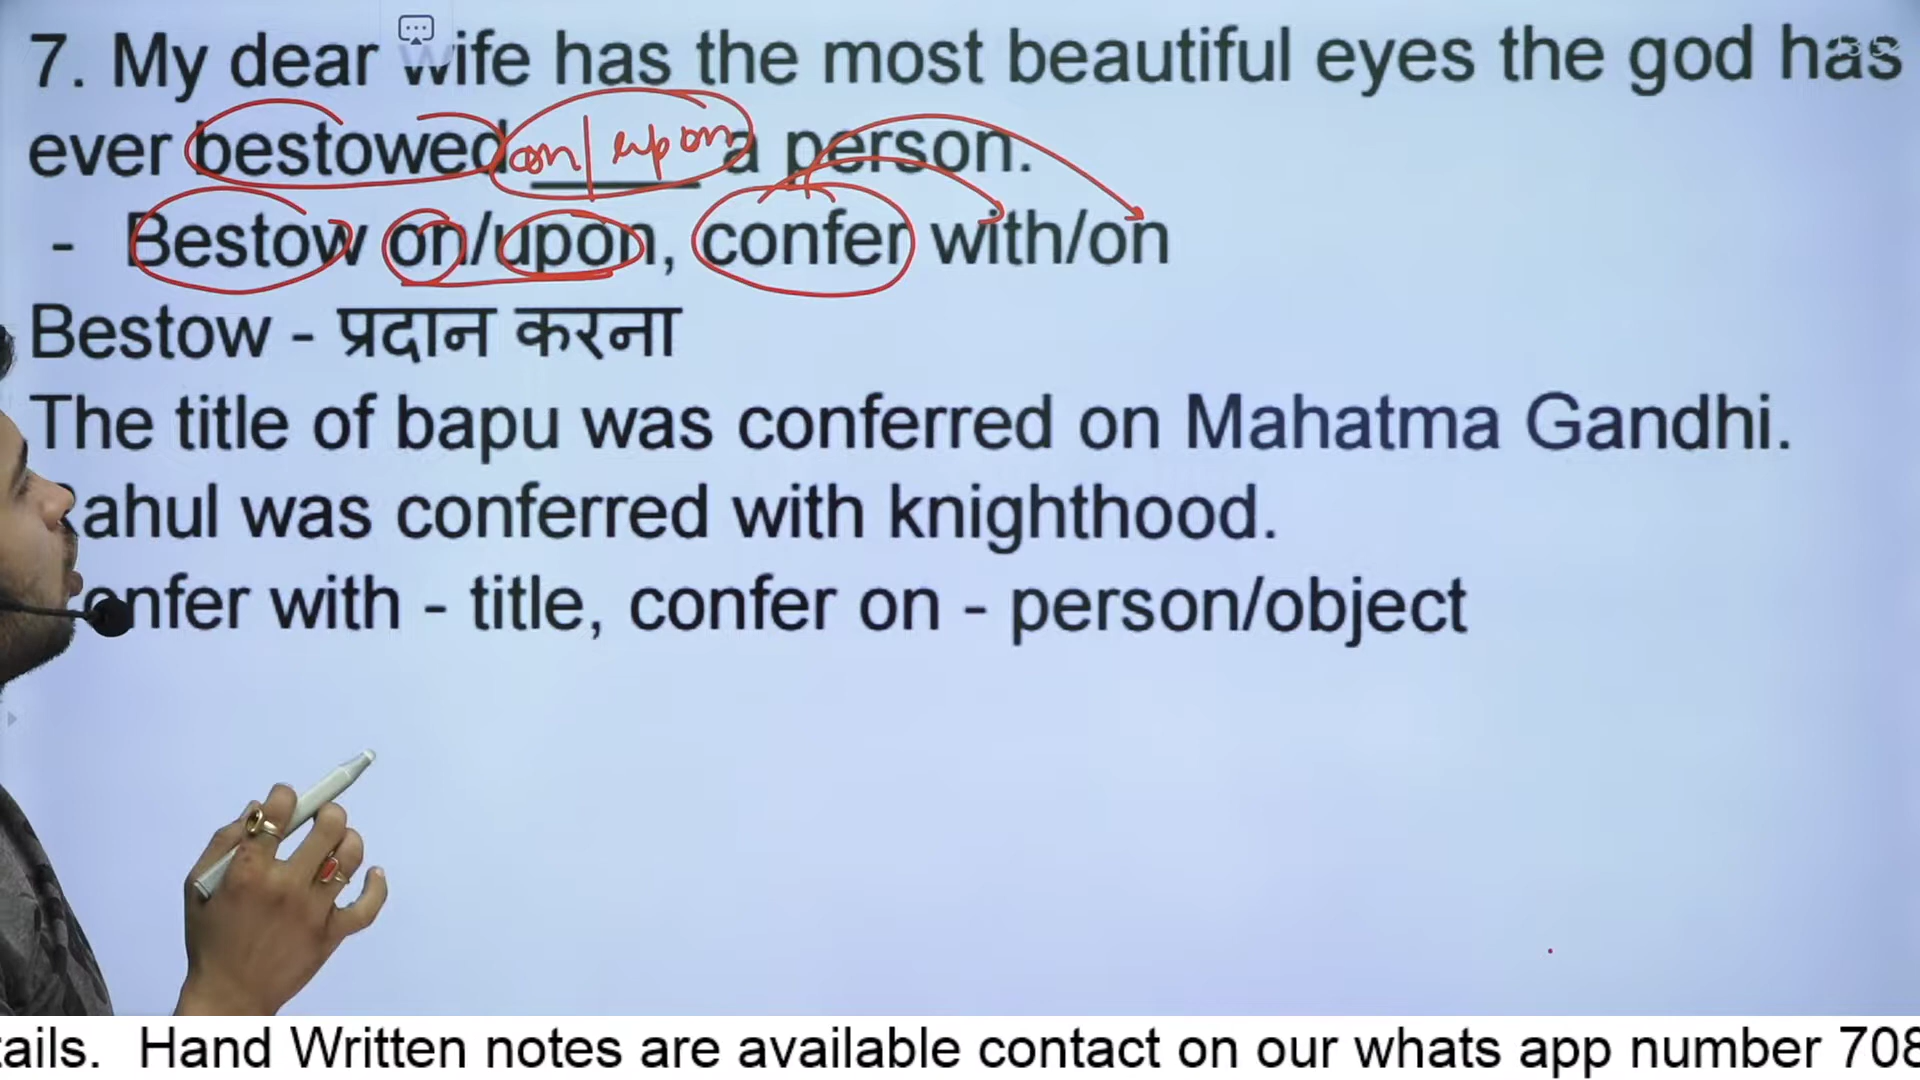 7. My dear wife has the most beautiful eyes the god has
ever bestowed on/upon a person.
- Bestow on/upon, confer with/on
Bestow - प्रदान करना
The title of bapu was conferred on Mahatma Gandhi.
Rahul was conferred with knighthood.
Confer with - title, confer on - person/object
tails. Hand Written notes are available contact on our whats app number 708